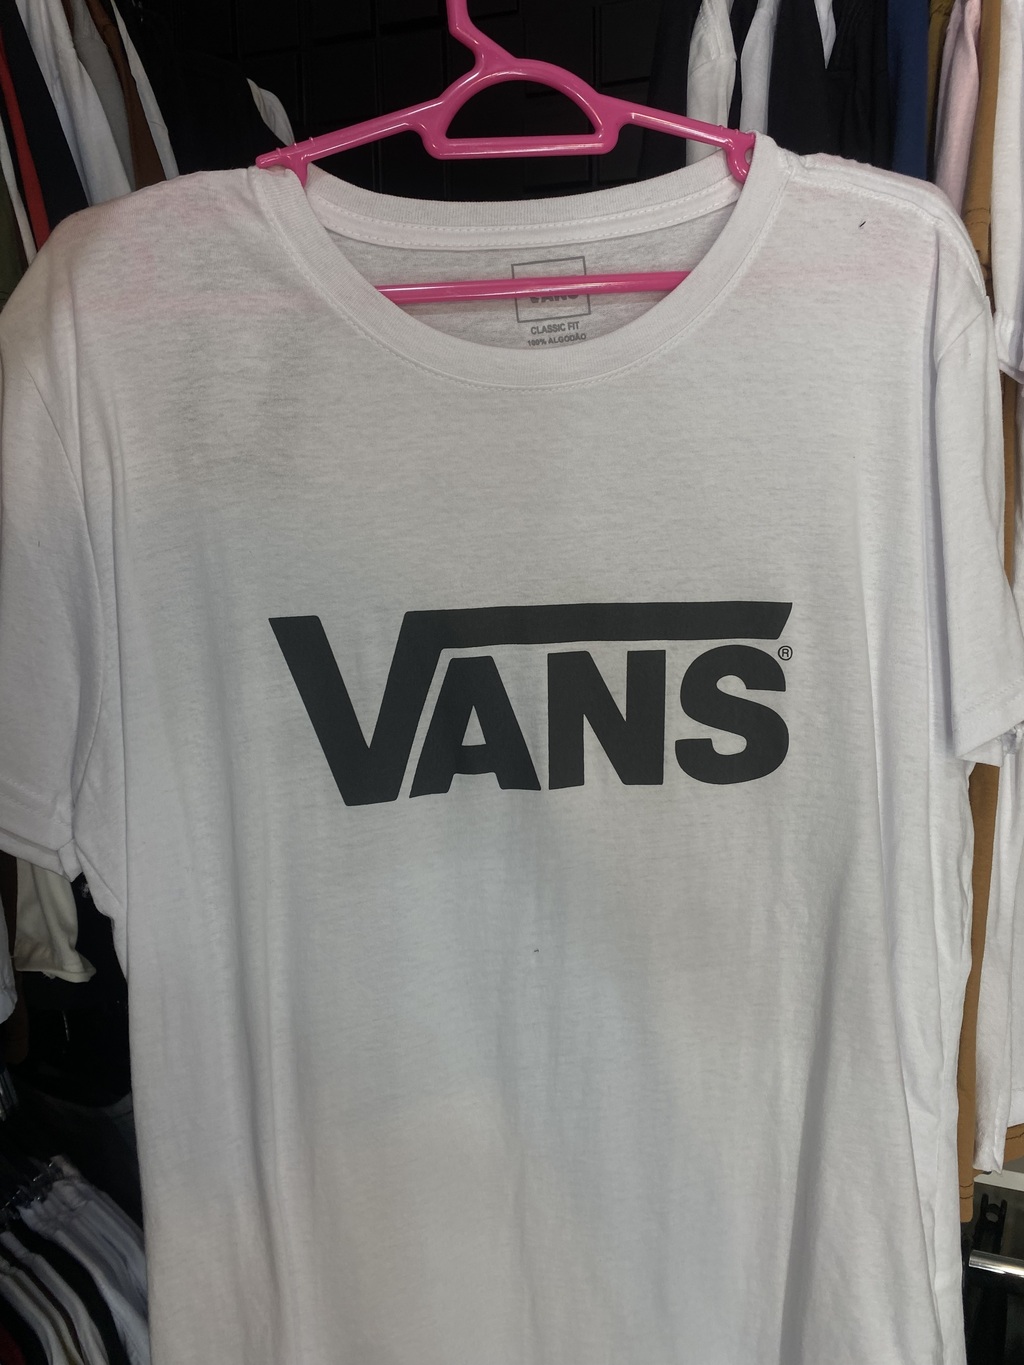 VANS
CLASSIC FIT
100% ALGODÃO
VANS®